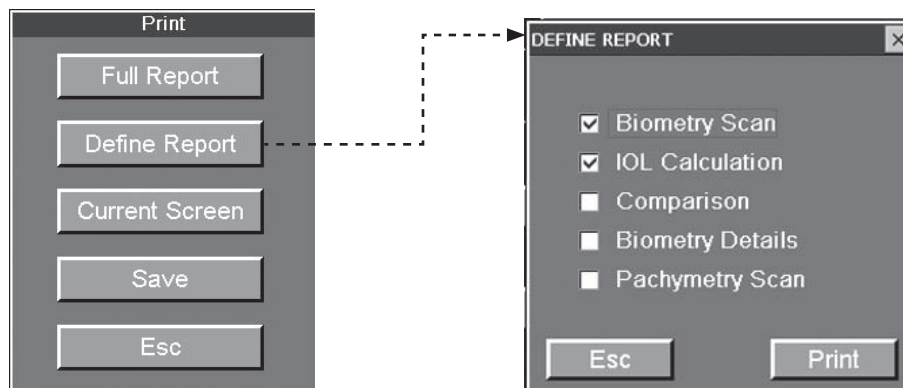 Print
Full Report
Define Report
Current Screen
Save
Esc
DEFINE REPORT
Biometry Scan
IOL Calculation
Comparison
Biometry Details
Pachymetry Scan
Esc
Print